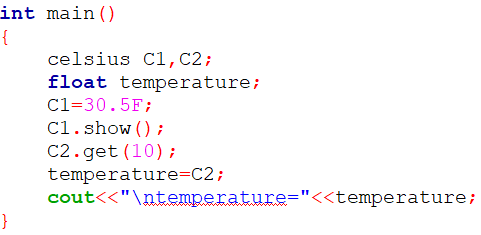 int main()
{
celsius C1,C2;
float temperature;
C1=30.5F;
C1.show();
C2.get(10);
temperature=C2;
cout<<"\ntemperature="<<temperature;
}